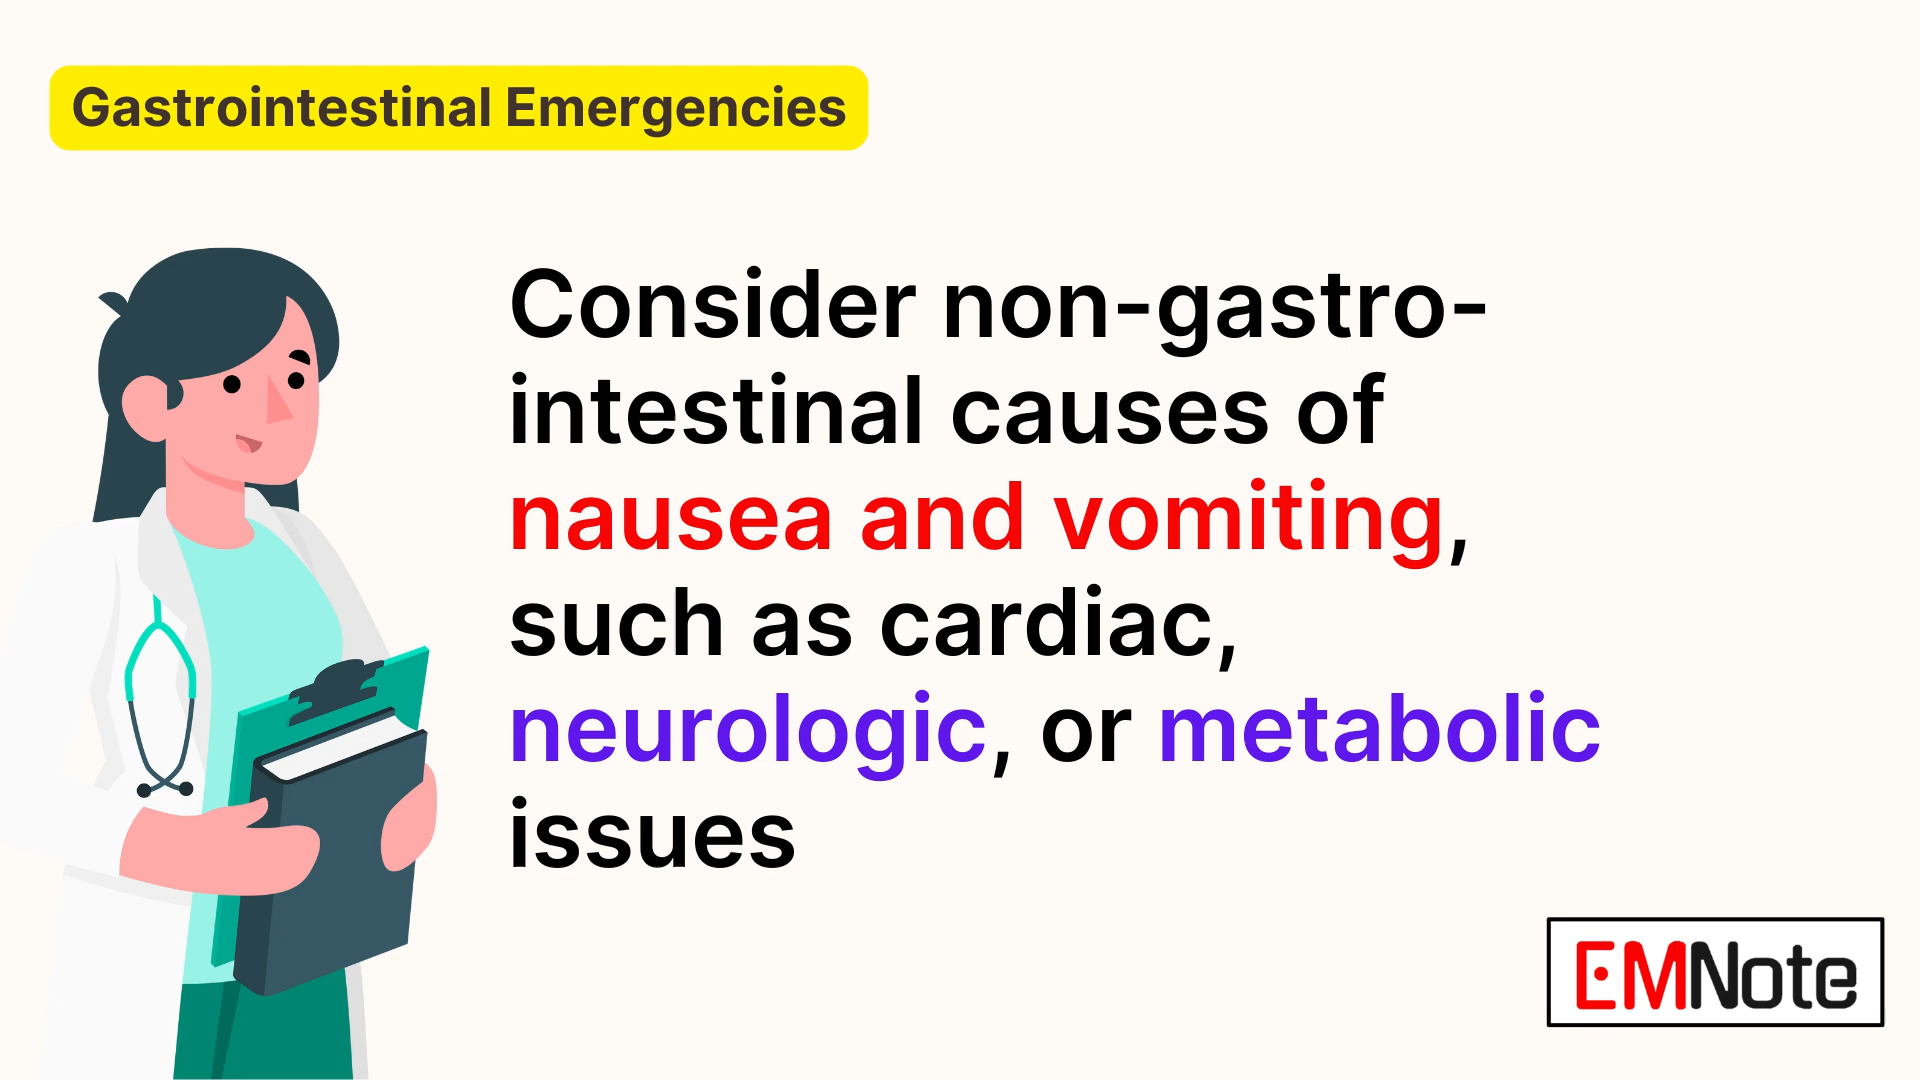 Gastrointestinal Emergencies
Consider non-gastro-
intestinal causes of
nausea and vomiting,
such as cardiac,
neurologic, or metabolic
issues
EMNote